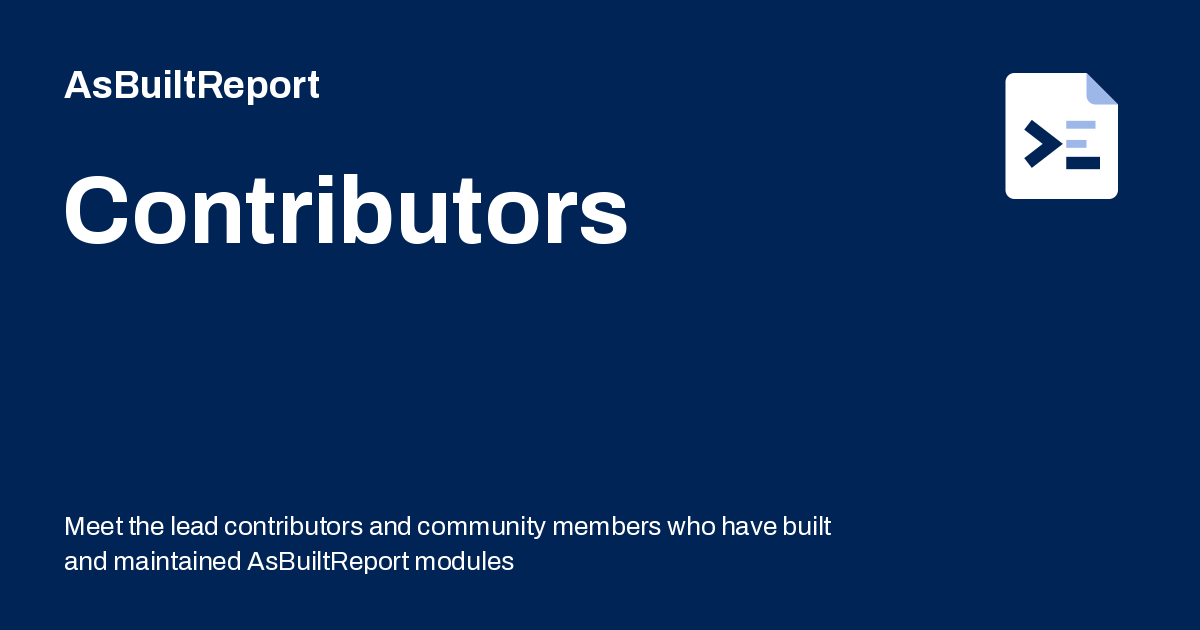 AsBuiltReport
Contributors
Meet the lead contributors and community members who have built
and maintained AsBuiltReport modules